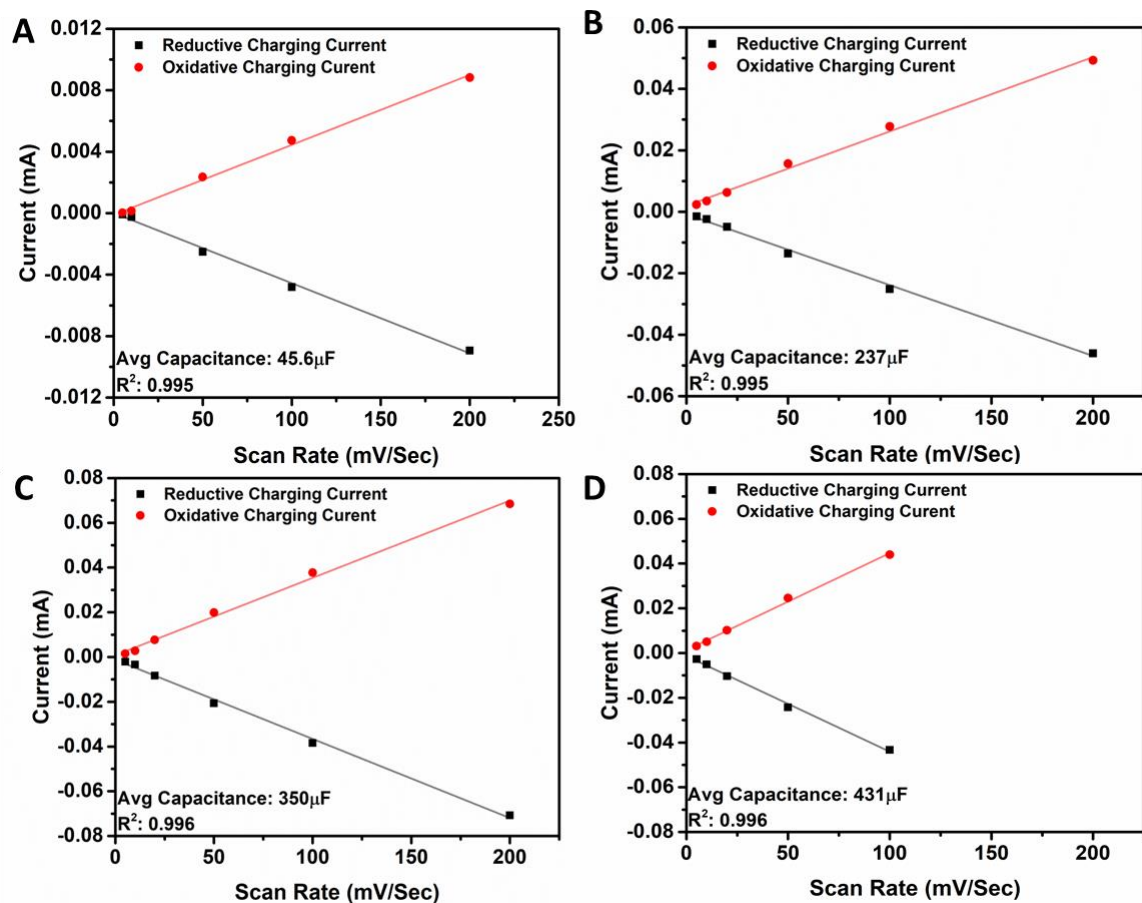 A
Reductive Charging Current
Oxidative Charging Curent
0.012
0.008
0.004
0.000
-0.004
-0.008
-0.012
Current (mA)
Avg Capacitance: 45.6μF
R²: 0.995
50 100 150 200 250
Scan Rate (mV/Sec)
B
Reductive Charging Current
Oxidative Charging Curent
0.06
0.04
0.02
0.00
-0.02
-0.04
-0.06
Current (mA)
Avg Capacitance: 237μF
R²: 0.995
0 50 100 150 200
Scan Rate (mV/Sec)
C
Reductive Charging Current
Oxidative Charging Curent
0.08
0.06
0.04
0.02
0.00
-0.02
-0.04
-0.06
-0.08
Current (mA)
Avg Capacitance: 350μF
R²: 0.996
0 50 100 150 200
Scan Rate (mV/Sec)
D
Reductive Charging Current
Oxidative Charging Curent
0.08
0.06
0.04
0.02
0.00
-0.02
-0.04
-0.06
-0.08
Current (mA)
Avg Capacitance: 431μF
R²: 0.996
0 50 100 150 200
Scan Rate (mV/Sec)